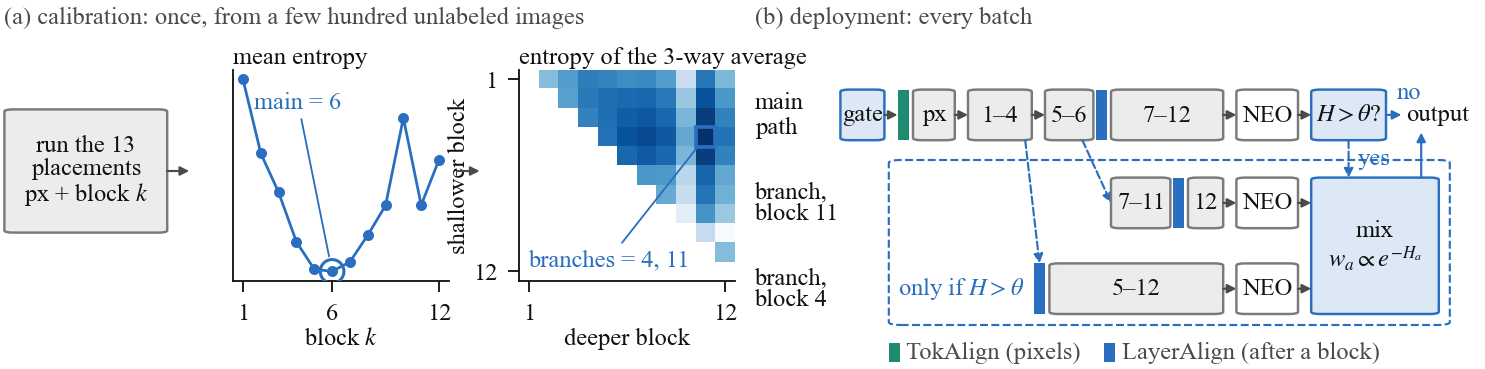 (a) calibration: once, from a few hundred unlabeled images
run the 13
placements
px + block k
mean entropy
main = 6
1
6
12
block k
entropy of the 3-way average
shallower block
1
12
branches = 4, 11
1
12
deeper block
(b) deployment: every batch
main
path
gate
px
1–4
5–6
7–12
NEO
H > θ?
no
output
yes
branch,
block 11
7–11
12
NEO
mix
w_a ∝ e^{−H_a}
branch,
block 4
only if H > θ
5–12
NEO
TokAlign (pixels)
LayerAlign (after a block)